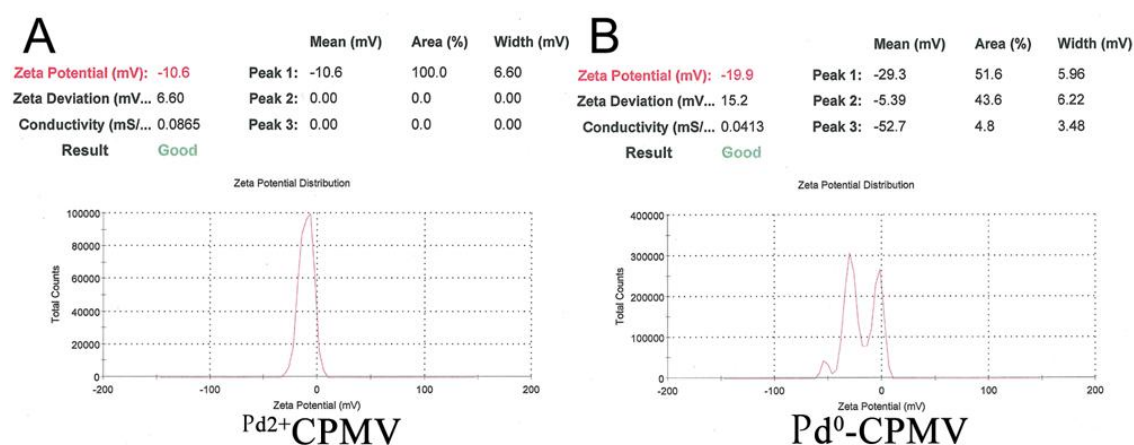 A
Mean (mV) Area (%) Width (mV)
Zeta Potential (mV): -10.6 Peak 1: -10.6 100.0 6.60
Zeta Deviation (mV... 6.60 Peak 2: 0.00 0.0 0.00
Conductivity (mS/... 0.0865 Peak 3: 0.00 0.0 0.00
Result Good
Zeta Potential Distribution
Total Counts
100000
80000
60000
40000
20000
0
-200 -100 0 100 200
Zeta Potential (mV)
Pd2+CPMV
B
Mean (mV) Area (%) Width (mV)
Zeta Potential (mV): -19.9 Peak 1: -29.3 51.6 5.96
Zeta Deviation (mV... 15.2 Peak 2: -5.39 43.6 6.22
Conductivity (mS/... 0.0413 Peak 3: -52.7 4.8 3.48
Result Good
Zeta Potential Distribution
Total Counts
400000
300000
200000
100000
0
-200 -100 0 100 200
Zeta Potential (mV)
Pd⁰-CPMV